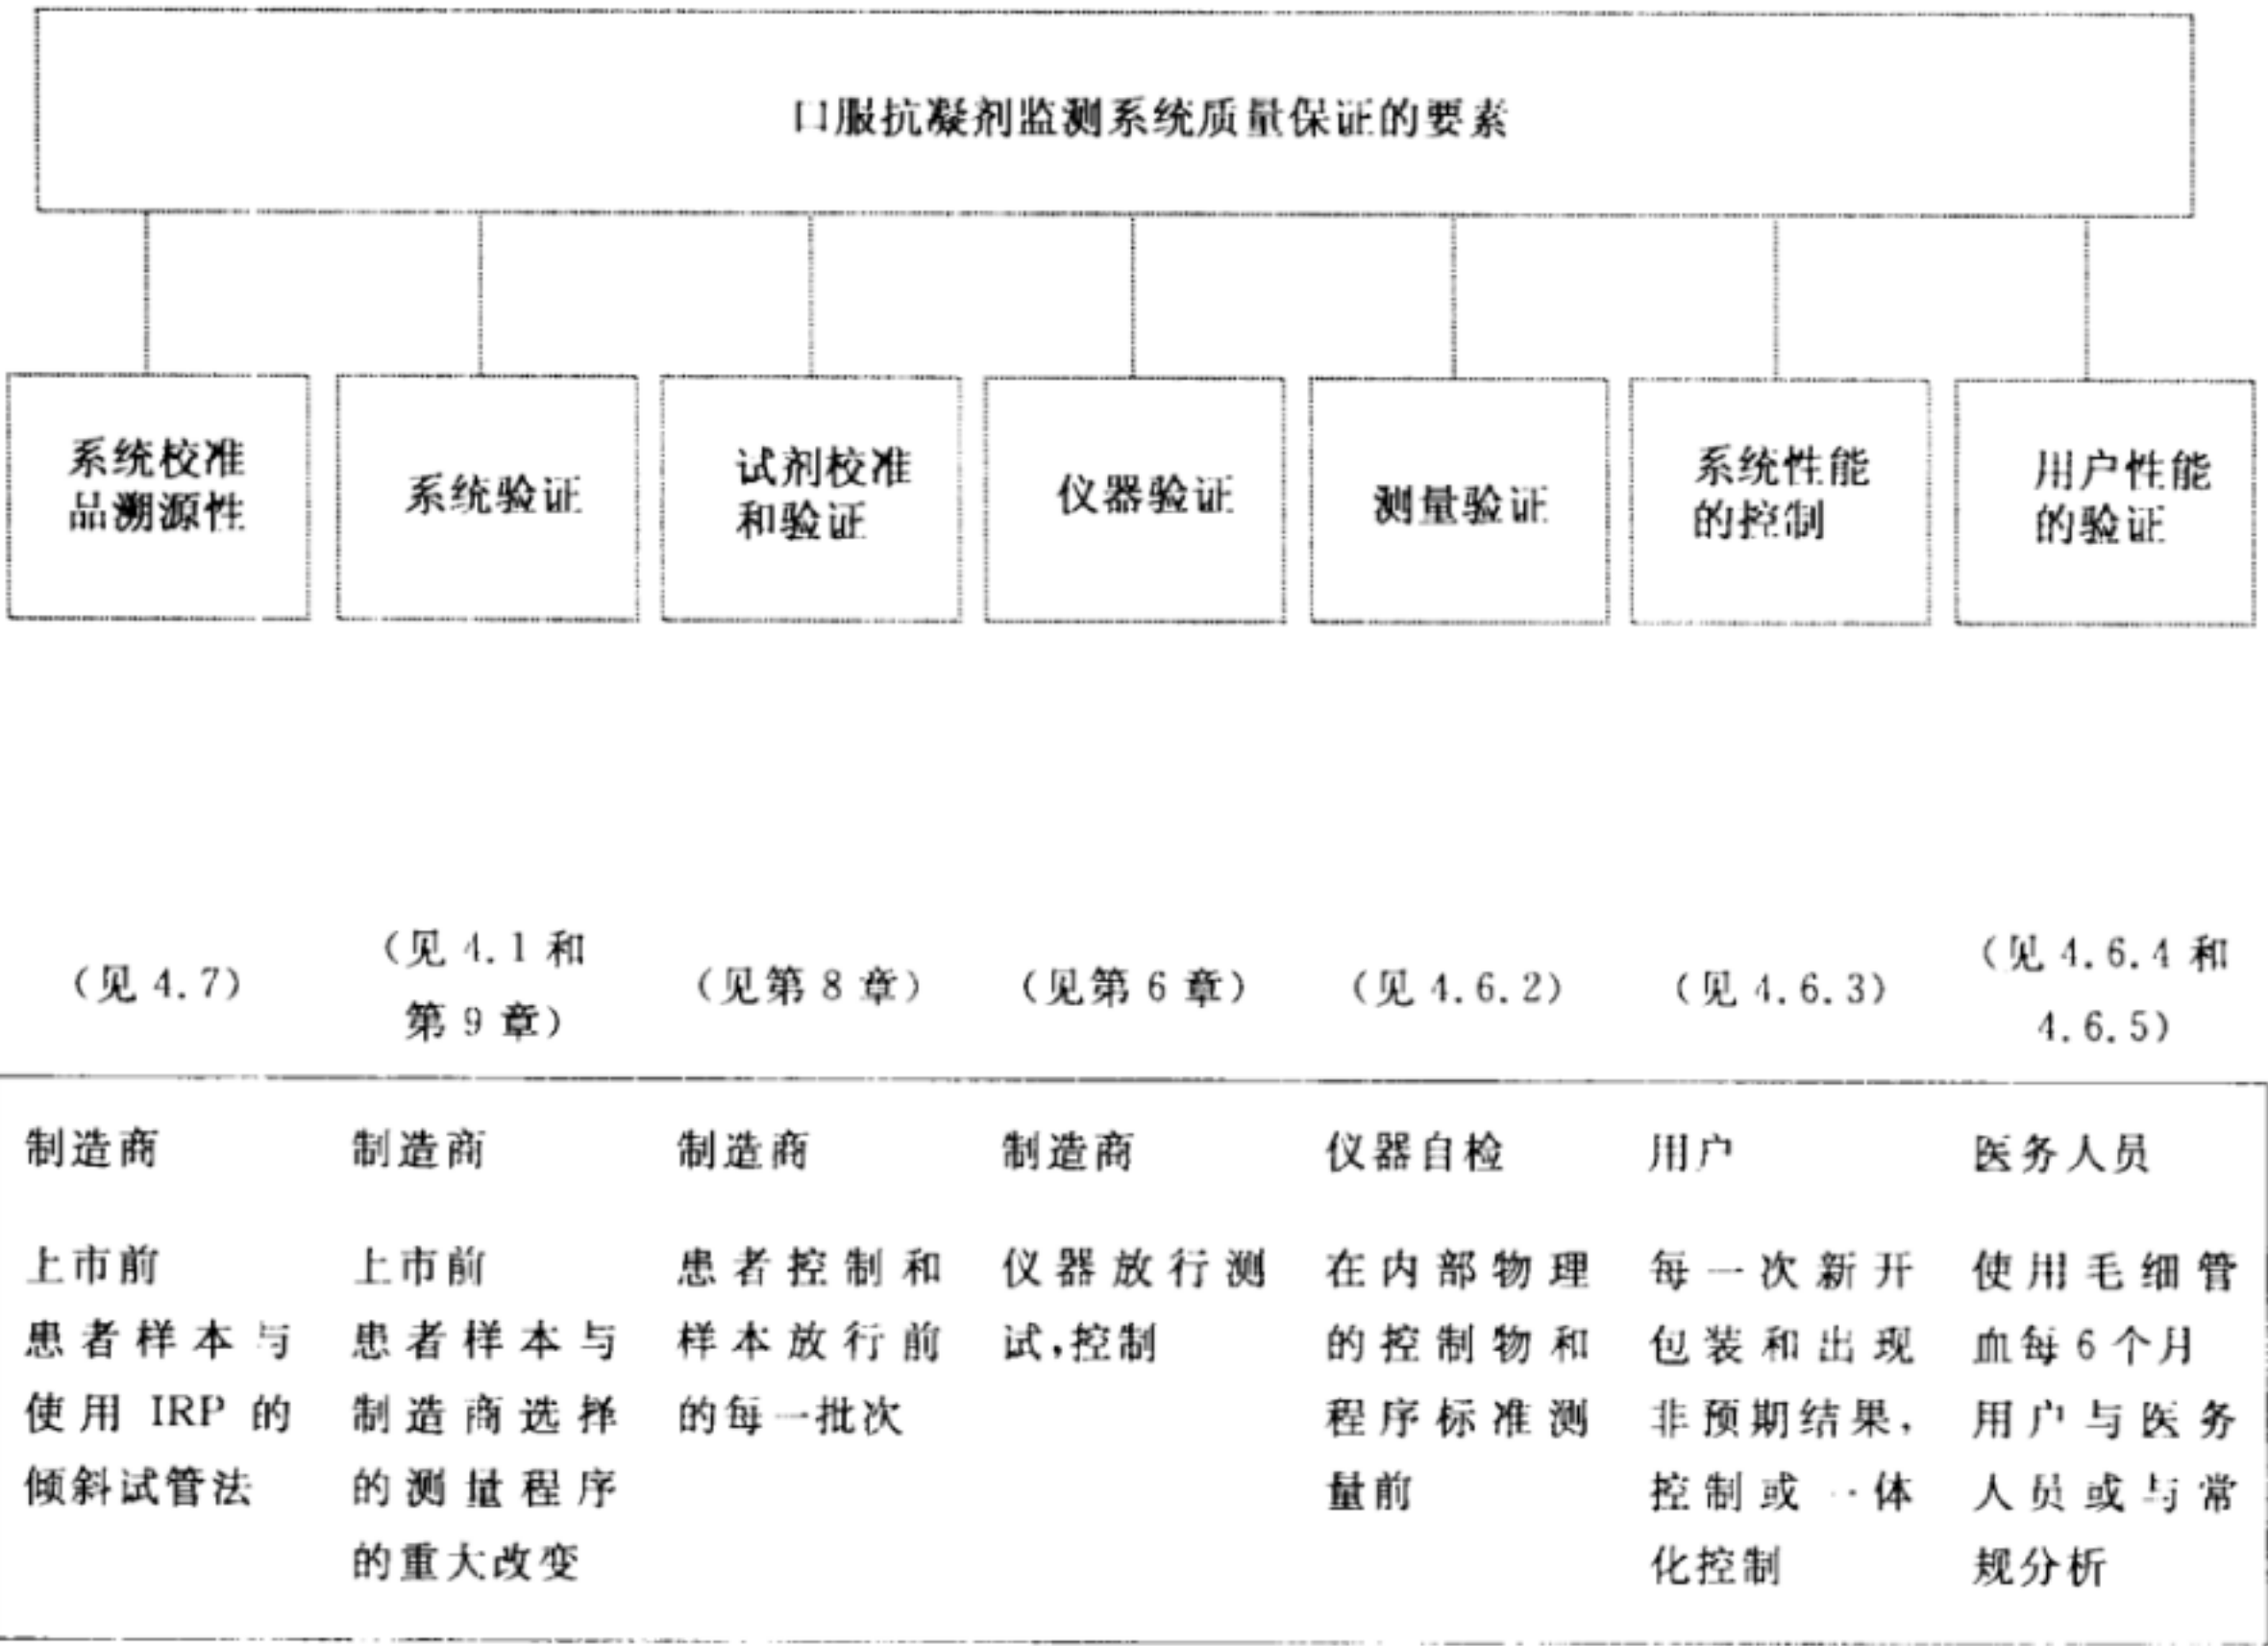 口服抗凝剂监测系统质量保证的要素
系统校准
品溯源性
系统验证
试剂校准
和验证
仪器验证
测量验证
系统性能
的控制
用户性能
的验证
(见 4.7)
(见 4.1 和
第 9 章)
(见第 8 章)
(见第 6 章)
(见 4.6.2)
(见 4.6.3)
(见 4.6.4 和
4.6.5)
制造商
上市前
患者样本与
使用 IRP 的
倾斜试管法
制造商
上市前
患者样本与
制造商选择
的测量程序
的重大改变
制造商
患者控制和
样本放行前
的每一批次
制造商
仪器放行测
试,控制
仪器自检
在内部物理
的控制物和
程序标准测
量前
用户
每一次新开
包装和出现
非预期结果,
控制或一体
化控制
医务人员
使用毛细管
血每 6 个月
用户与医务
人员或与常
规分析